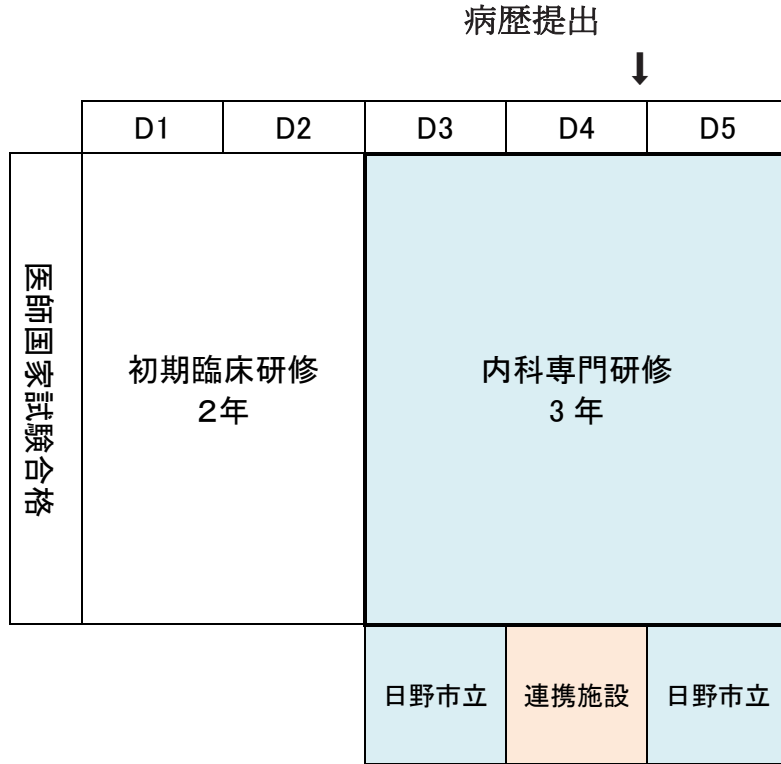 病歴提出
D1
D2
D3
D4
D5
医師国家試験合格
初期臨床研修
2年
内科専門研修
3 年
日野市立
連携施設
日野市立